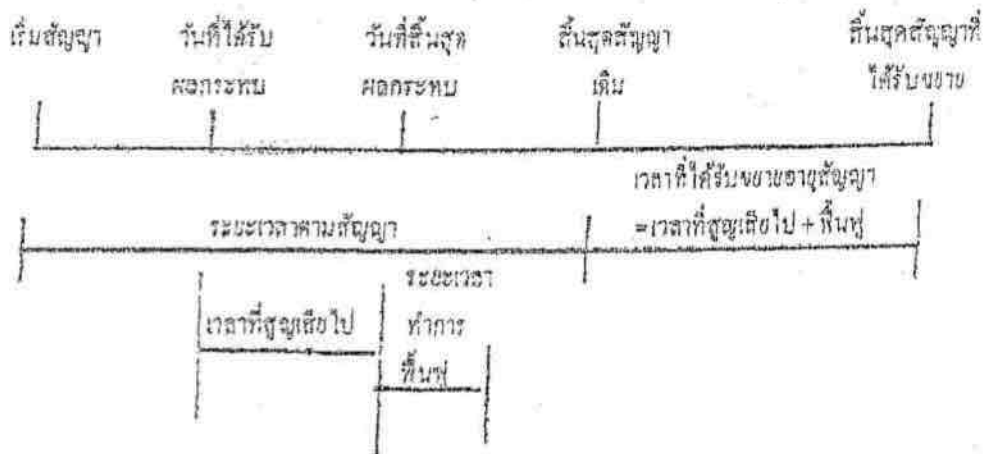 เริ่มสัญญา วันที่ได้รับ วันที่สิ้นสุด สิ้นสุดสัญญา สิ้นสุดสัญญาที่
ผลกระทบ ผลกระทบ เดิม ได้รับขยาย
เวลาที่ได้รับขยายอายุสัญญา
ระยะเวลาตามสัญญา =เวลาที่สูญเสียไป + ฟื้นฟู
ระยะเวลา
เวลาที่สูญเสียไป ทำการ
ฟื้นฟู